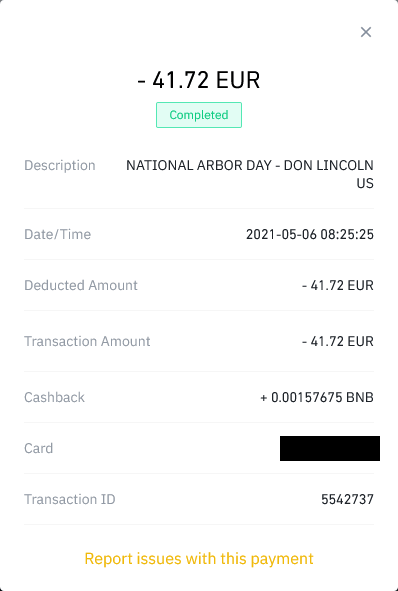 - 41.72 EUR
Completed
Description NATIONAL ARBOR DAY - DON LINCOLN
US
Date/Time 2021-05-06 08:25:25
Deducted Amount - 41.72 EUR
Transaction Amount - 41.72 EUR
Cashback + 0.00157675 BNB
Card
Transaction ID 5542737
Report issues with this payment